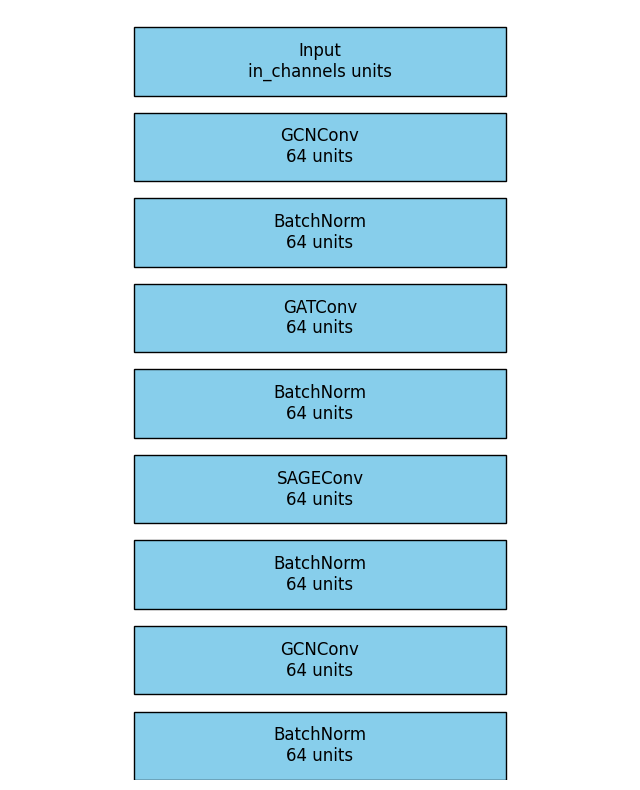 Input
in_channels units
GCNConv
64 units
BatchNorm
64 units
GATConv
64 units
BatchNorm
64 units
SAGEConv
64 units
BatchNorm
64 units
GCNConv
64 units
BatchNorm
64 units